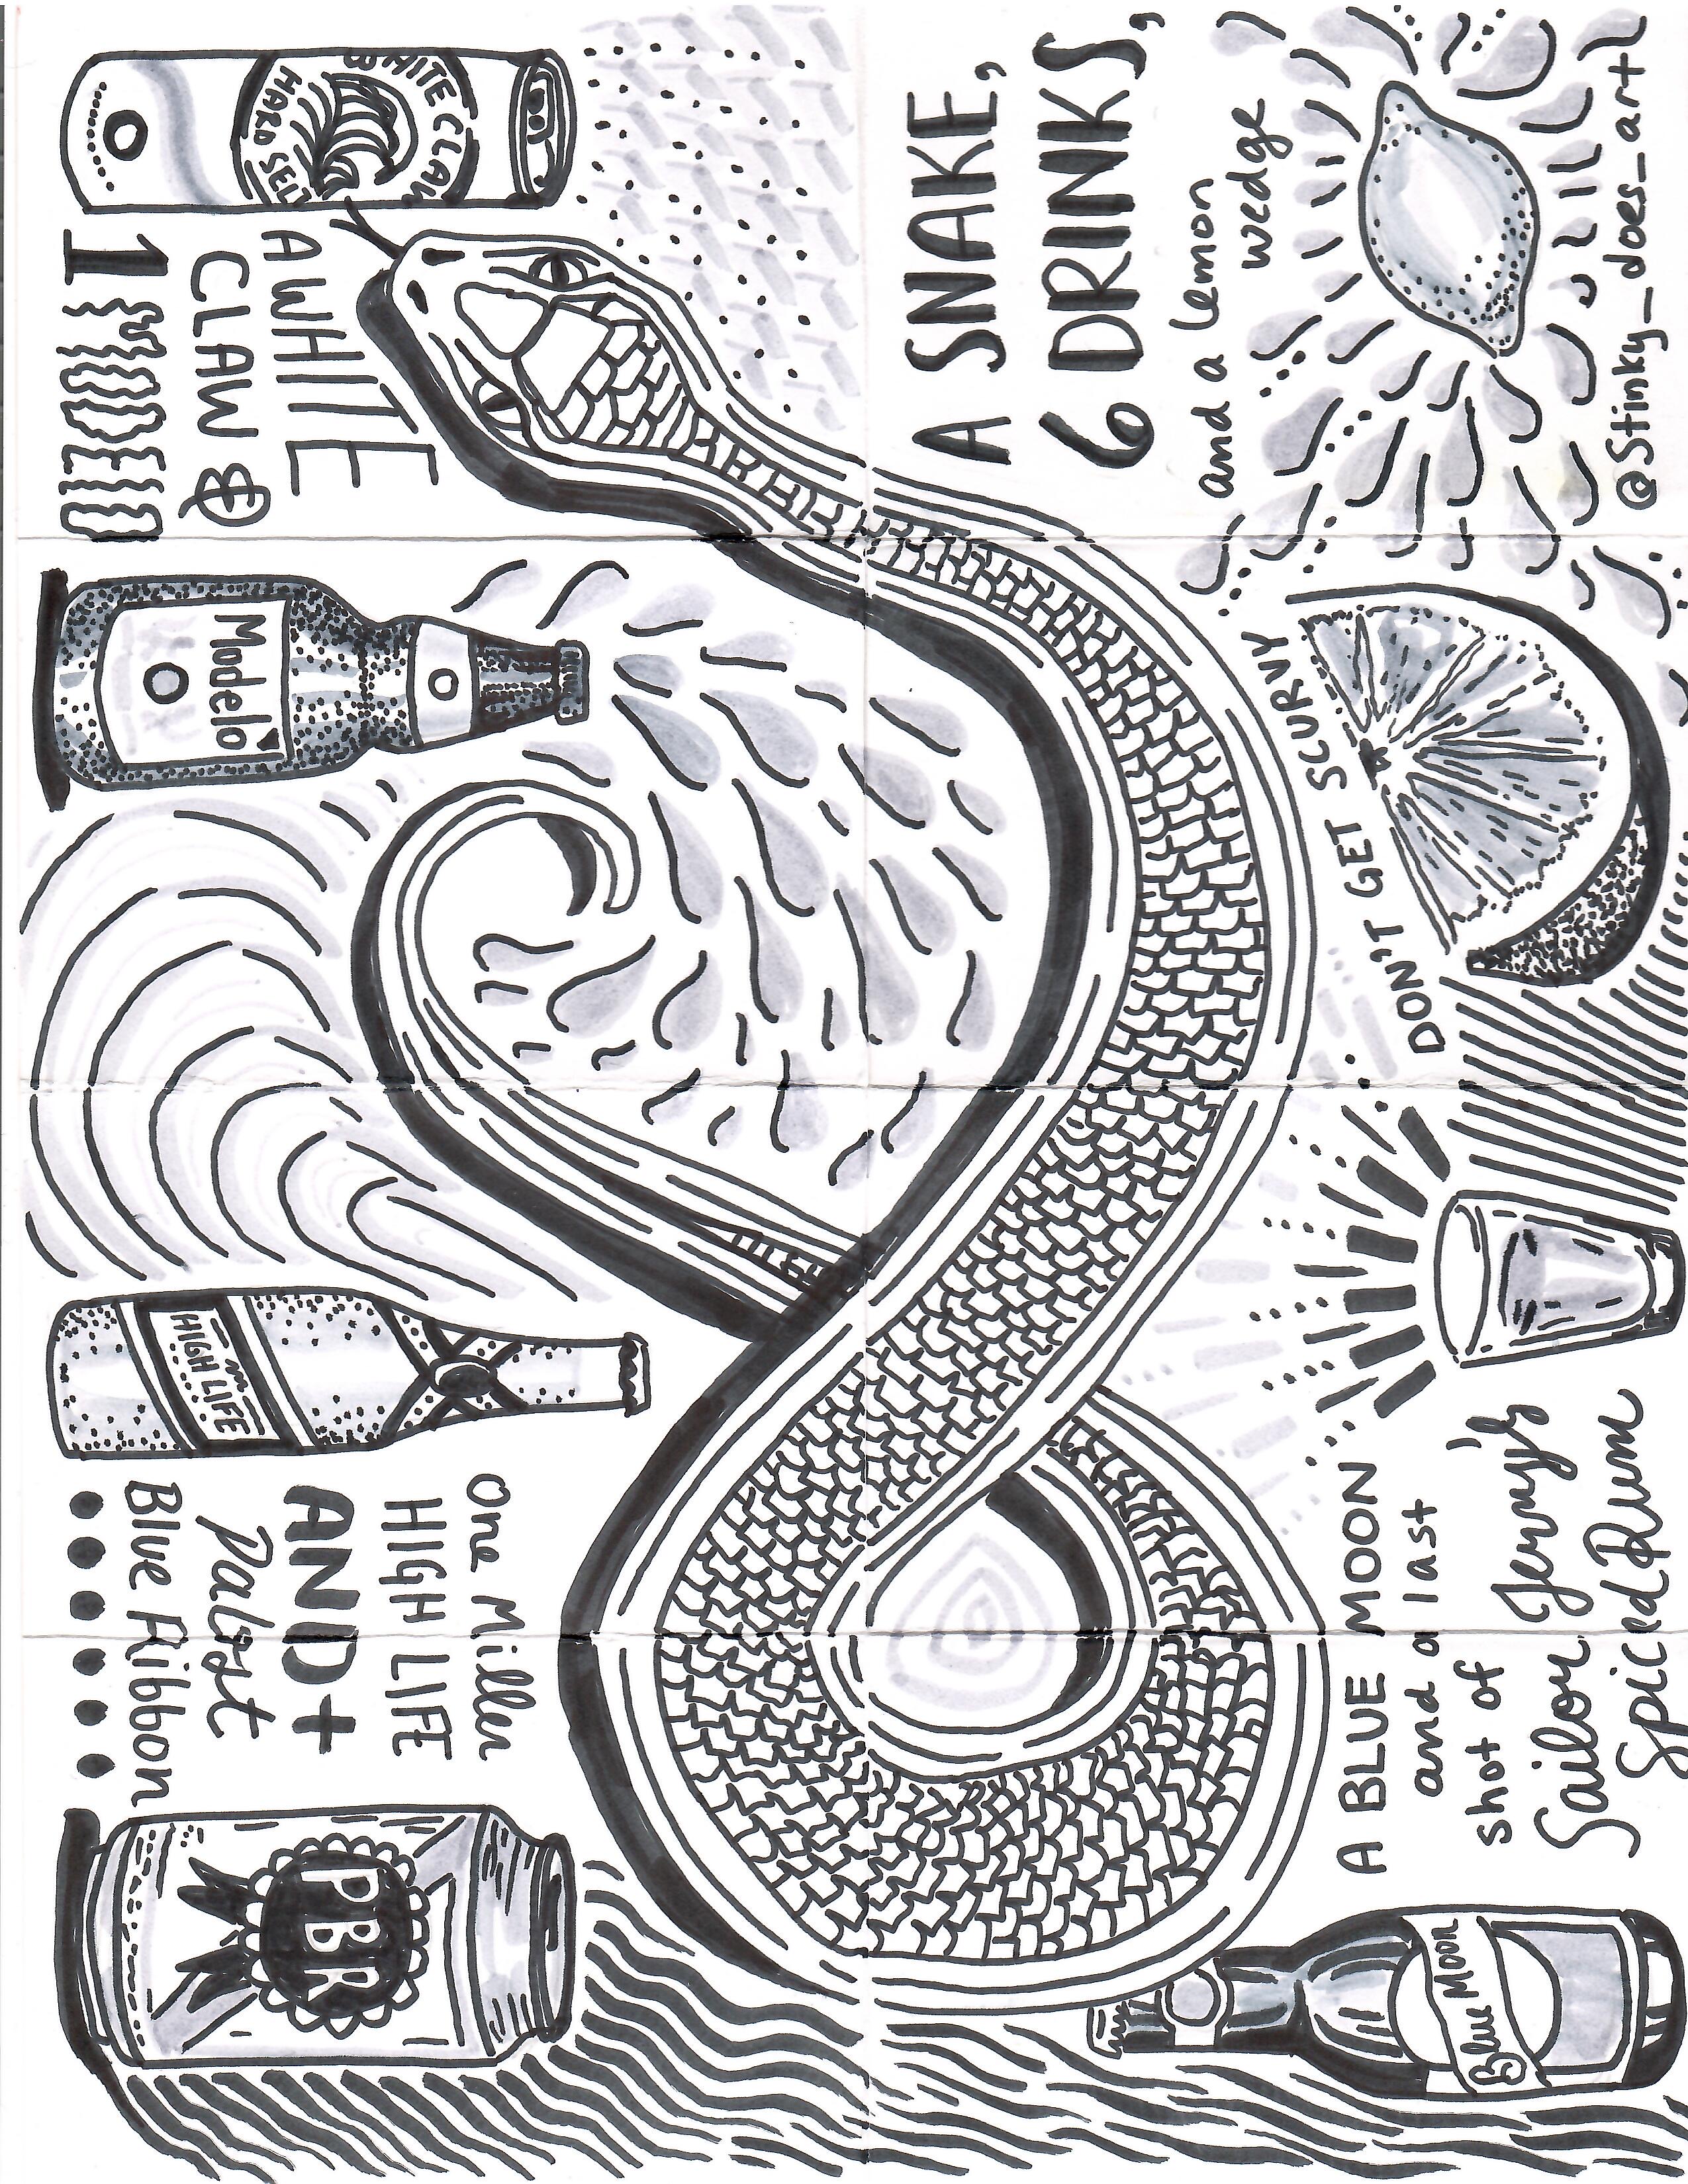 A SNAKE,
6 DRINKS,
and a lemon
wedge
WHITE CLAW
HARD SELT
A WHITE
CLAW &
1 MODELO
Modelo
HIGH LIFE
One Miller
HIGH LIFE
AND +
Pabst
Blue Ribbon
PBR
Blue Moon
A BLUE MOON
and a last
shot of
Sailor Jerry's
Spiced Rum
DON'T GET SCURVY
@Stinky_does_art